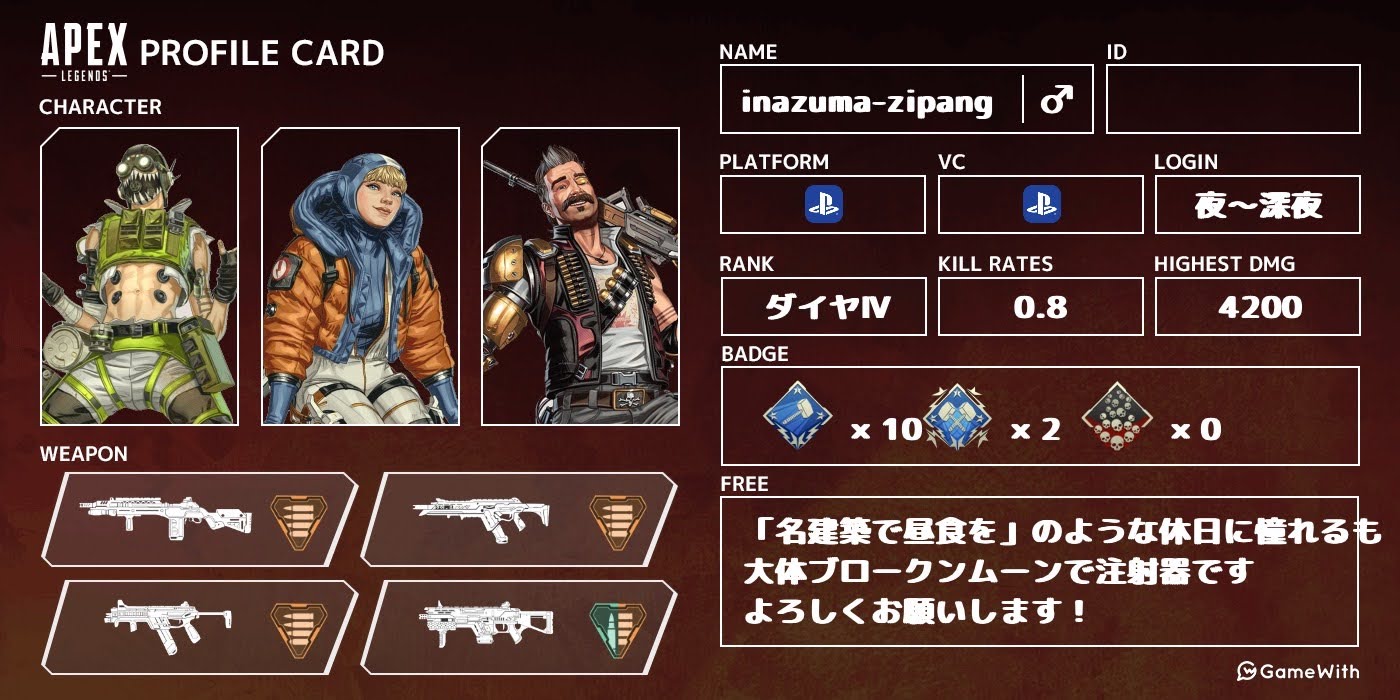 APEX
LEGENDS
PROFILE CARD
CHARACTER
WEAPON
NAME
inazuma-zipang ♂
ID
PLATFORM
VC
LOGIN
夜〜深夜
RANK
ダイヤⅣ
KILL RATES
0.8
HIGHEST DMG
4200
BADGE
x 10
x 2
x 0
FREE
「名建築で昼食を」のような休日に憧れるも
大体ブロークンムーンで注射器です
よろしくお願いします！
GameWith